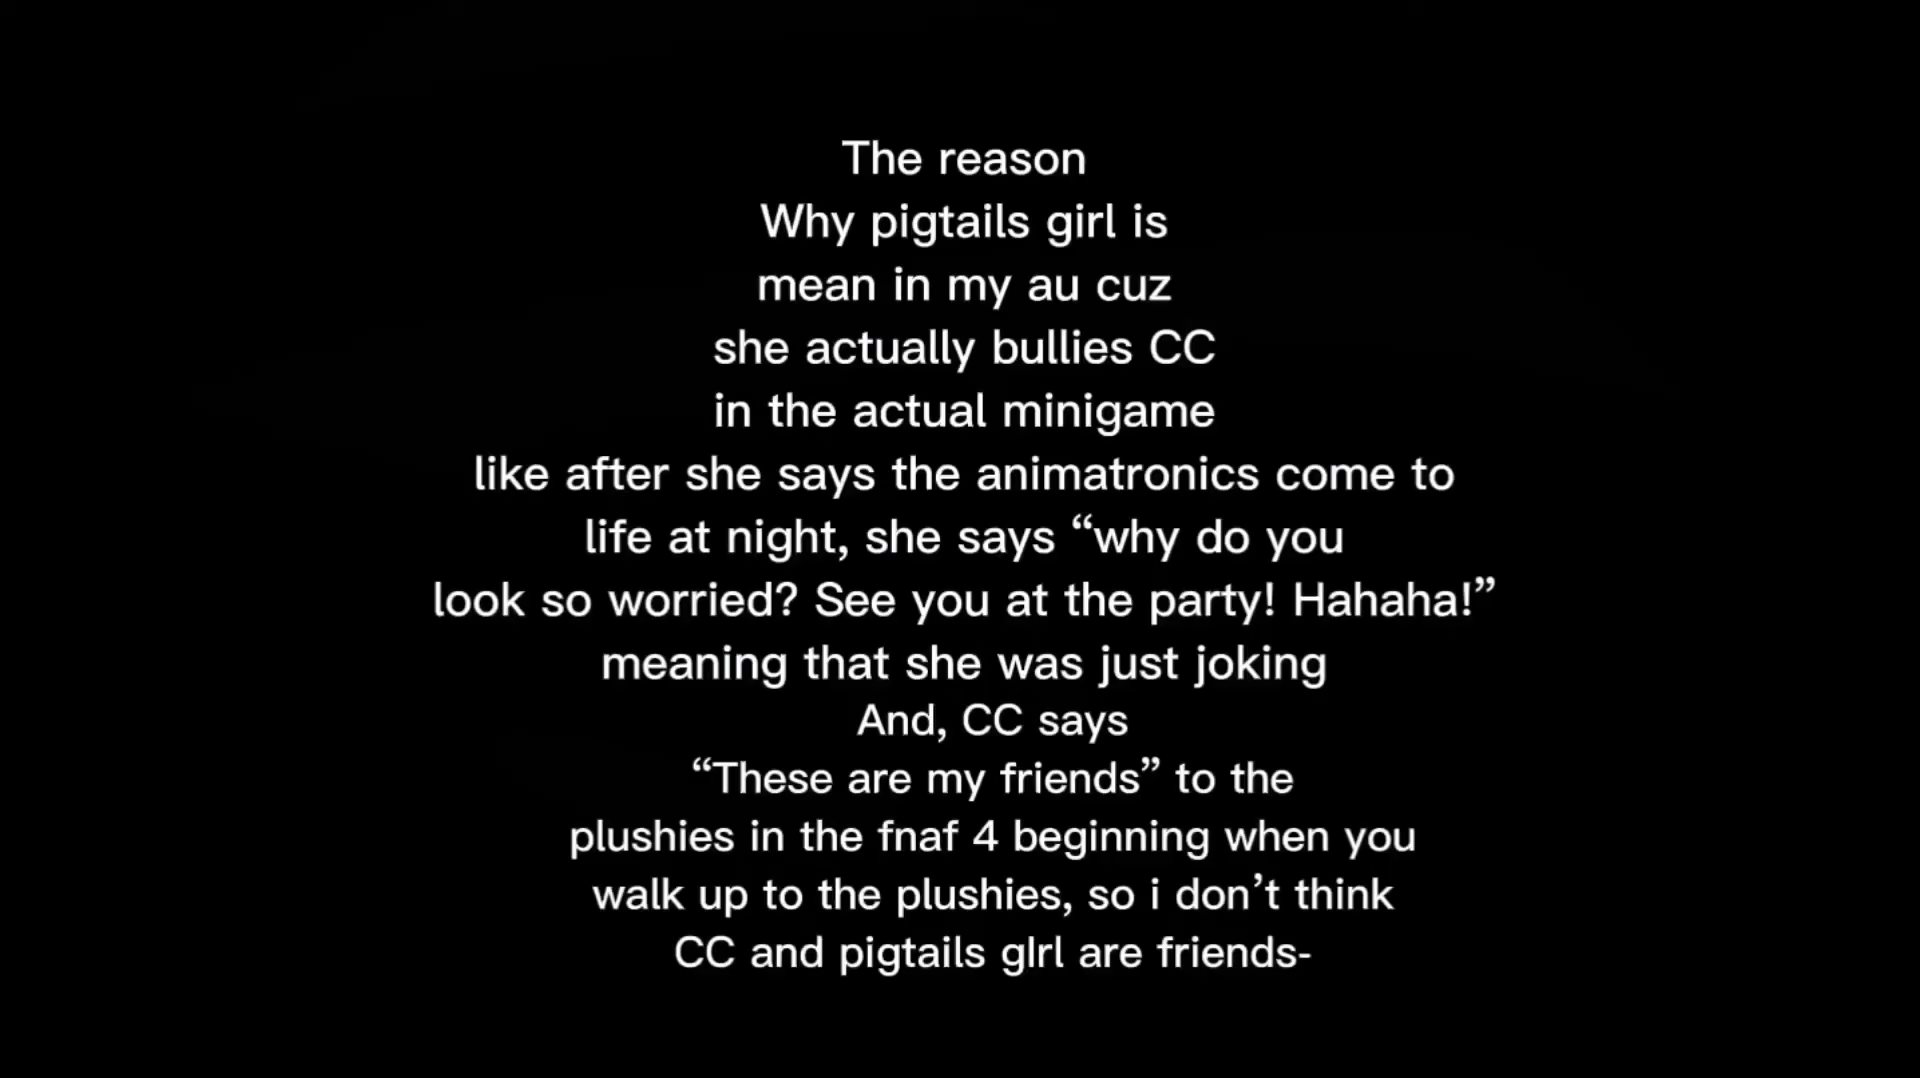 The reason
Why pigtails girl is
mean in my au cuz
she actually bullies CC
in the actual minigame
like after she says the animatronics come to
life at night, she says “why do you
look so worried? See you at the party! Hahaha!”
meaning that she was just joking
And, CC says
“These are my friends” to the
plushies in the fnaf 4 beginning when you
walk up to the plushies, so i don’t think
CC and pigtails gIrl are friends-